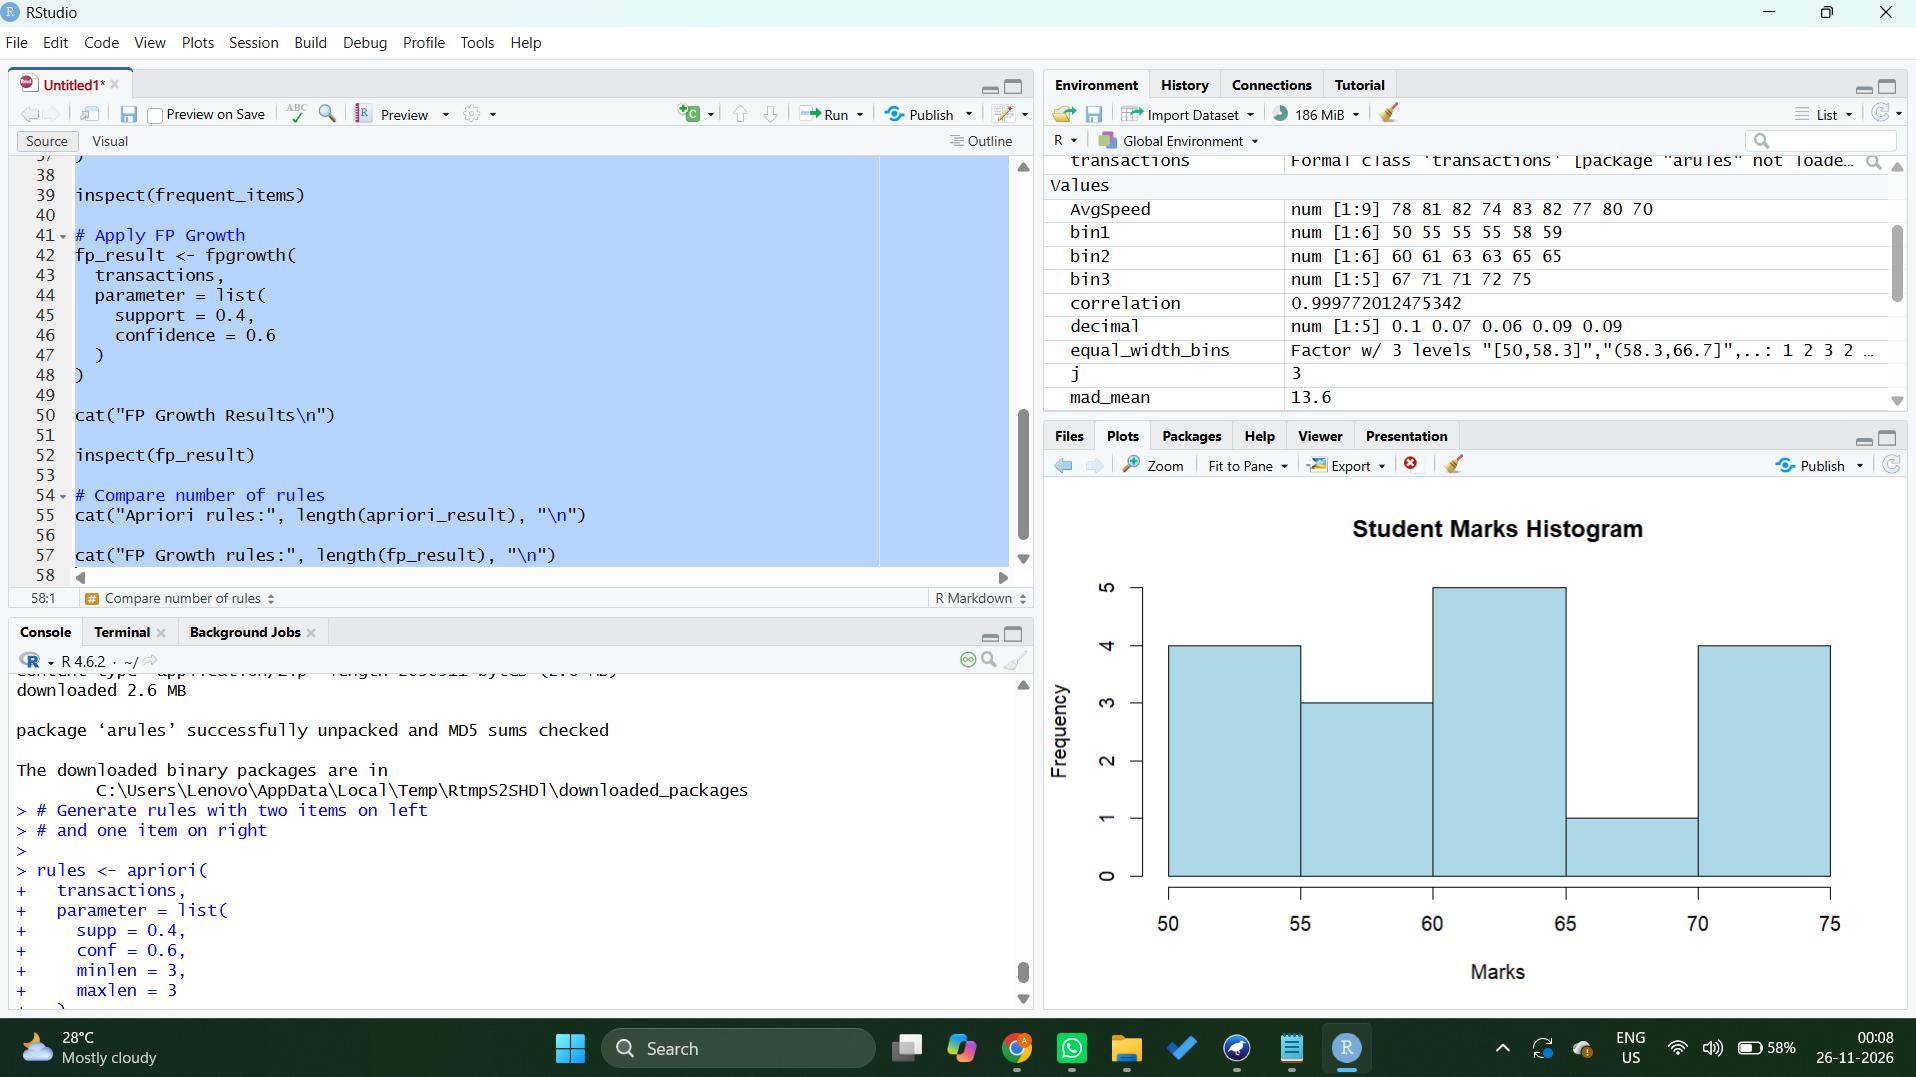 RStudio
File Edit Code View Plots Session Build Debug Profile Tools Help
Untitled1*
Preview on Save ABC Preview Run Publish
Source Visual Outline
37 )
38
39 inspect(frequent_items)
40
41 # Apply FP Growth
42 fp_result <- fpgrowth(
43 transactions,
44 parameter = list(
45 support = 0.4,
46 confidence = 0.6
47 )
48 )
49
50 cat("FP Growth Results\n")
51
52 inspect(fp_result)
53
54 # Compare number of rules
55 cat("Apriori rules:", length(apriori_result), "\n")
56
57 cat("FP Growth rules:", length(fp_result), "\n")
58
58:1 # Compare number of rules R Markdown
Console Terminal Background Jobs
R R 4.6.2 · ~/
downloaded 2.6 MB
package ‘arules’ successfully unpacked and MD5 sums checked
The downloaded binary packages are in
C:\Users\Lenovo\AppData\Local\Temp\RtmpS2SHDl\downloaded_packages
> # Generate rules with two items on left
> # and one item on right
>
> rules <- apriori(
+ transactions,
+ parameter = list(
+ supp = 0.4,
+ conf = 0.6,
+ minlen = 3,
+ maxlen = 3
Environment History Connections Tutorial
Import Dataset 186 MiB List
R Global Environment
transactions Formal class 'transactions' [package "arules" not loade...
Values
AvgSpeed num [1:9] 78 81 82 74 83 82 77 80 70
bin1 num [1:6] 50 55 55 55 58 59
bin2 num [1:6] 60 61 63 63 65 65
bin3 num [1:5] 67 71 71 72 75
correlation 0.999772012475342
decimal num [1:5] 0.1 0.07 0.06 0.09 0.09
equal_width_bins Factor w/ 3 levels "[50,58.3]","(58.3,66.7]",..: 1 2 3 2 ...
j 3
mad_mean 13.6
Files Plots Packages Help Viewer Presentation
Zoom Fit to Pane Export Publish
Student Marks Histogram
Frequency
5
4
3
2
1
0
50 55 60 65 70 75
Marks
28°C
Mostly cloudy
Search
ENG
US
58%
00:08
26-11-2026